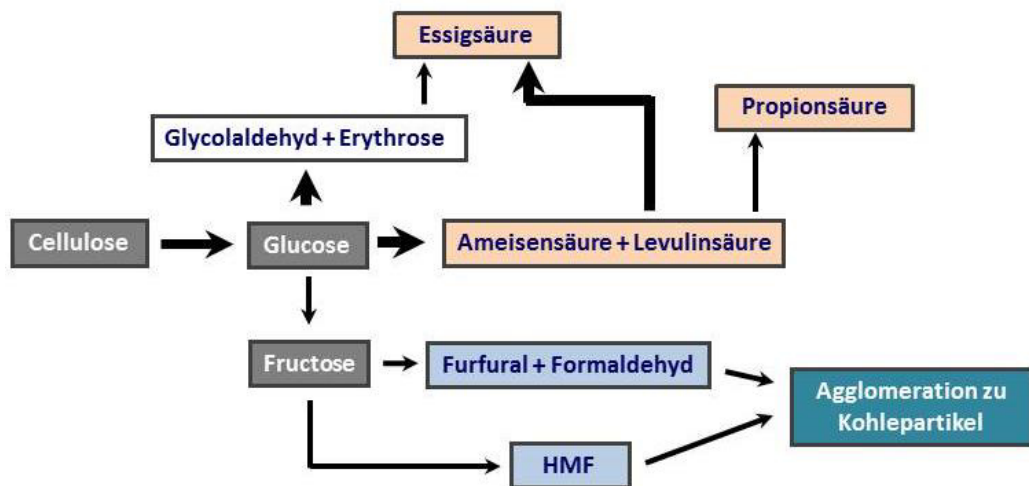 Essigsäure
Propionsäure
Glycolaldehyd + Erythrose
Cellulose
Glucose
Ameisensäure + Levulinsäure
Fructose
Furfural + Formaldehyd
Agglomeration zu
Kohlepartikel
HMF